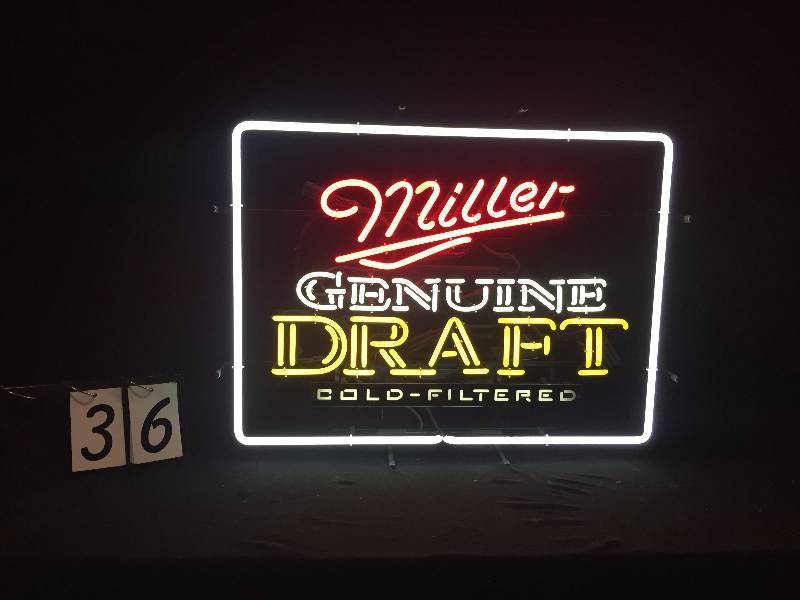 Miller
GENUINE
DRAFT
COLD-FILTERED
36